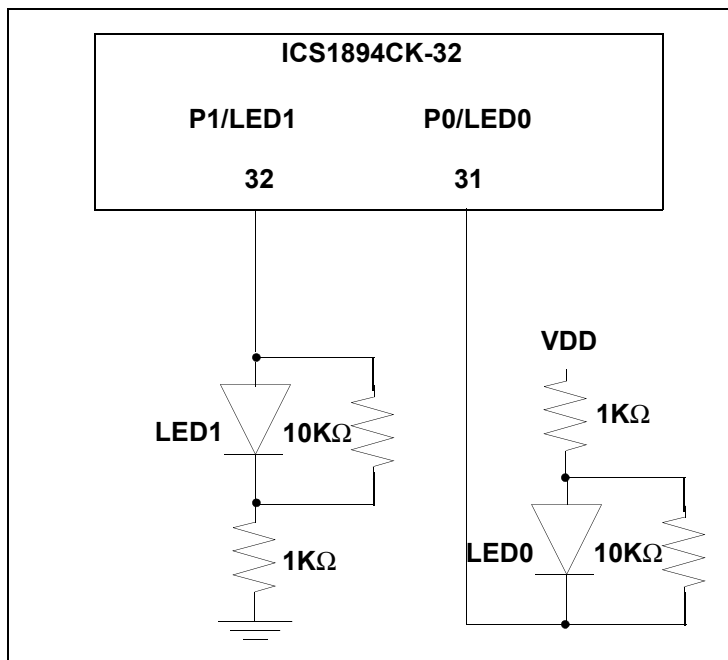 ICS1894CK-32
P1/LED1 P0/LED0
32 31
VDD
1KΩ
LED1 10KΩ
LED0 10KΩ
1KΩ